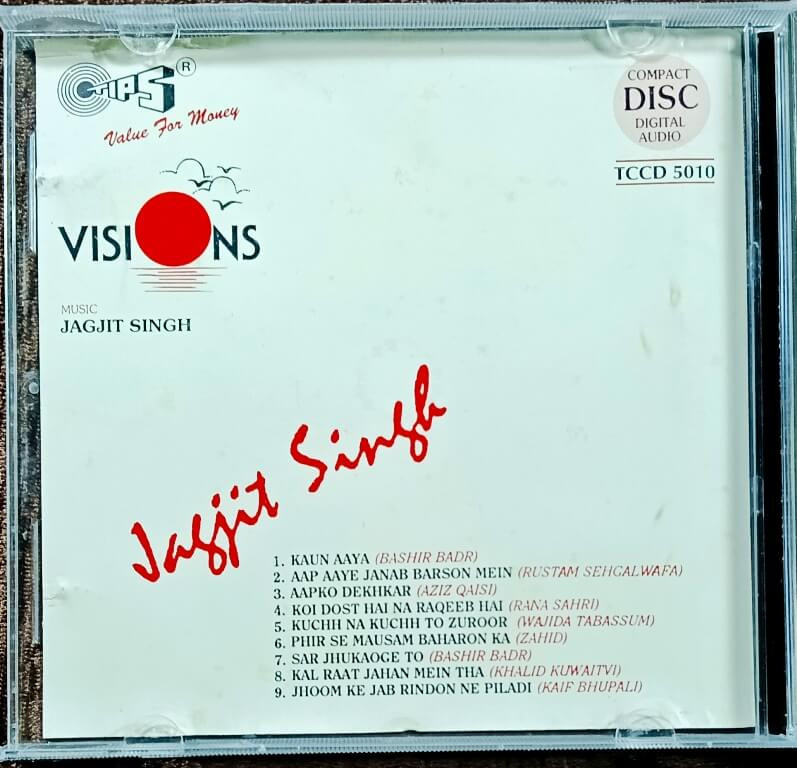 TIPS ®
Value For Money
COMPACT
DISC
DIGITAL
AUDIO
TCCD 5010
VISIONS
MUSIC
JAGJIT SINGH
Jagjit Singh
1. KAUN AAYA (BASHIR BADR)
2. AAP AAYE JANAB BARSON MEIN (RUSTAM SEHGALWAFA)
3. AAPKO DEKHKAR (AZIZ QAISI)
4. KOI DOST HAI NA RAQEEB HAI (RANA SAHRI)
5. KUCHH NA KUCHH TO ZUROOR (WAJIDA TABASSUM)
6. PHIR SE MAUSAM BAHARON KA (ZAHID)
7. SAR JHUKAOGE TO (BASHIR BADR)
8. KAL RAAT JAHAN MEIN THA (KHALID KUWAITVI)
9. JHOOM KE JAB RINDON NE PILADI (KAIF BHUPALI)